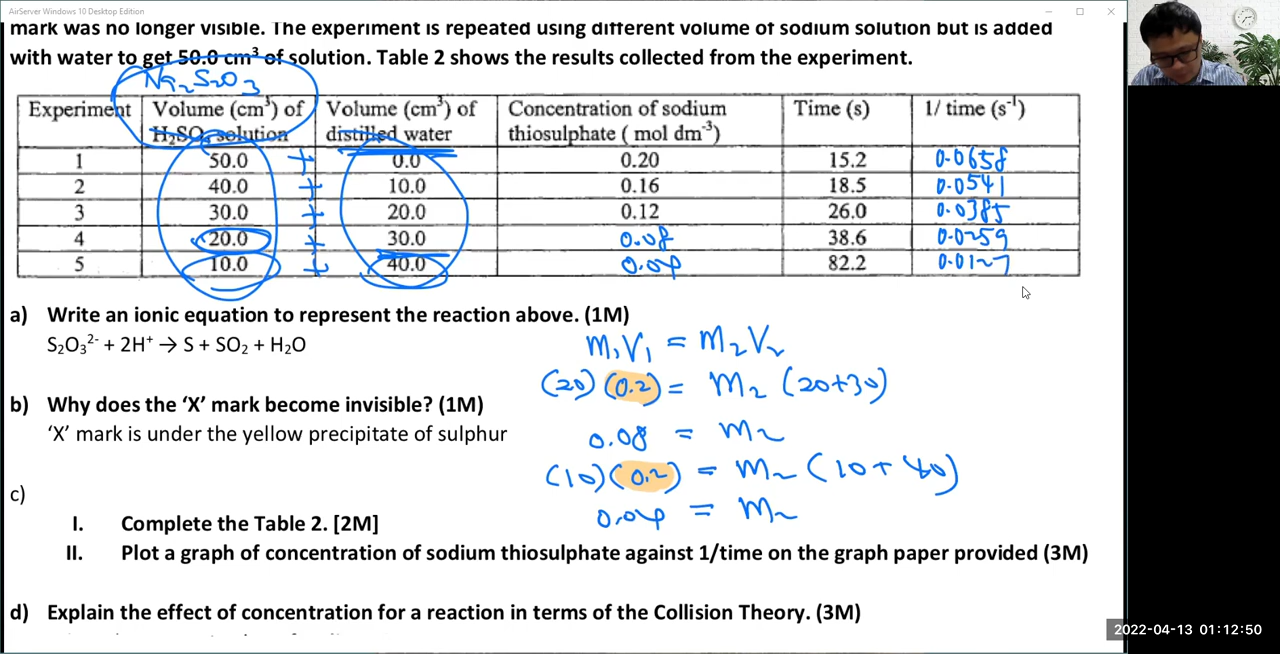 AirServer Windows 10 Desktop Edition
mark was no longer visible. The experiment is repeated using different volume of sodium solution but is added
with water to get 50.0 cm³ of solution. Table 2 shows the results collected from the experiment.
Na₂S₂O₃
Experiment Volume (cm³) of H₂SO₄ solution Volume (cm³) of distilled water Concentration of sodium thiosulphate ( mol dm⁻³) Time (s) 1/ time (s⁻¹)
1 50.0 + 0.0 0.20 15.2 0.0658
2 40.0 + 10.0 0.16 18.5 0.0541
3 30.0 + 20.0 0.12 26.0 0.0385
4 20.0 + 30.0 0.08 38.6 0.0259
5 10.0 + 40.0 0.04 82.2 0.0127
a) Write an ionic equation to represent the reaction above. (1M)
S₂O₃²⁻ + 2H⁺ → S + SO₂ + H₂O
M₁V₁ = M₂V₂
(20) (0.2) = M₂ (20+30)
b) Why does the ‘X’ mark become invisible? (1M)
‘X’ mark is under the yellow precipitate of sulphur
0.08 = M₂
(10)(0.2) = M₂ (10+40)
0.04 = M₂
c)
I. Complete the Table 2. [2M]
II. Plot a graph of concentration of sodium thiosulphate against 1/time on the graph paper provided (3M)
d) Explain the effect of concentration for a reaction in terms of the Collision Theory. (3M)
2022-04-13 01:12:50